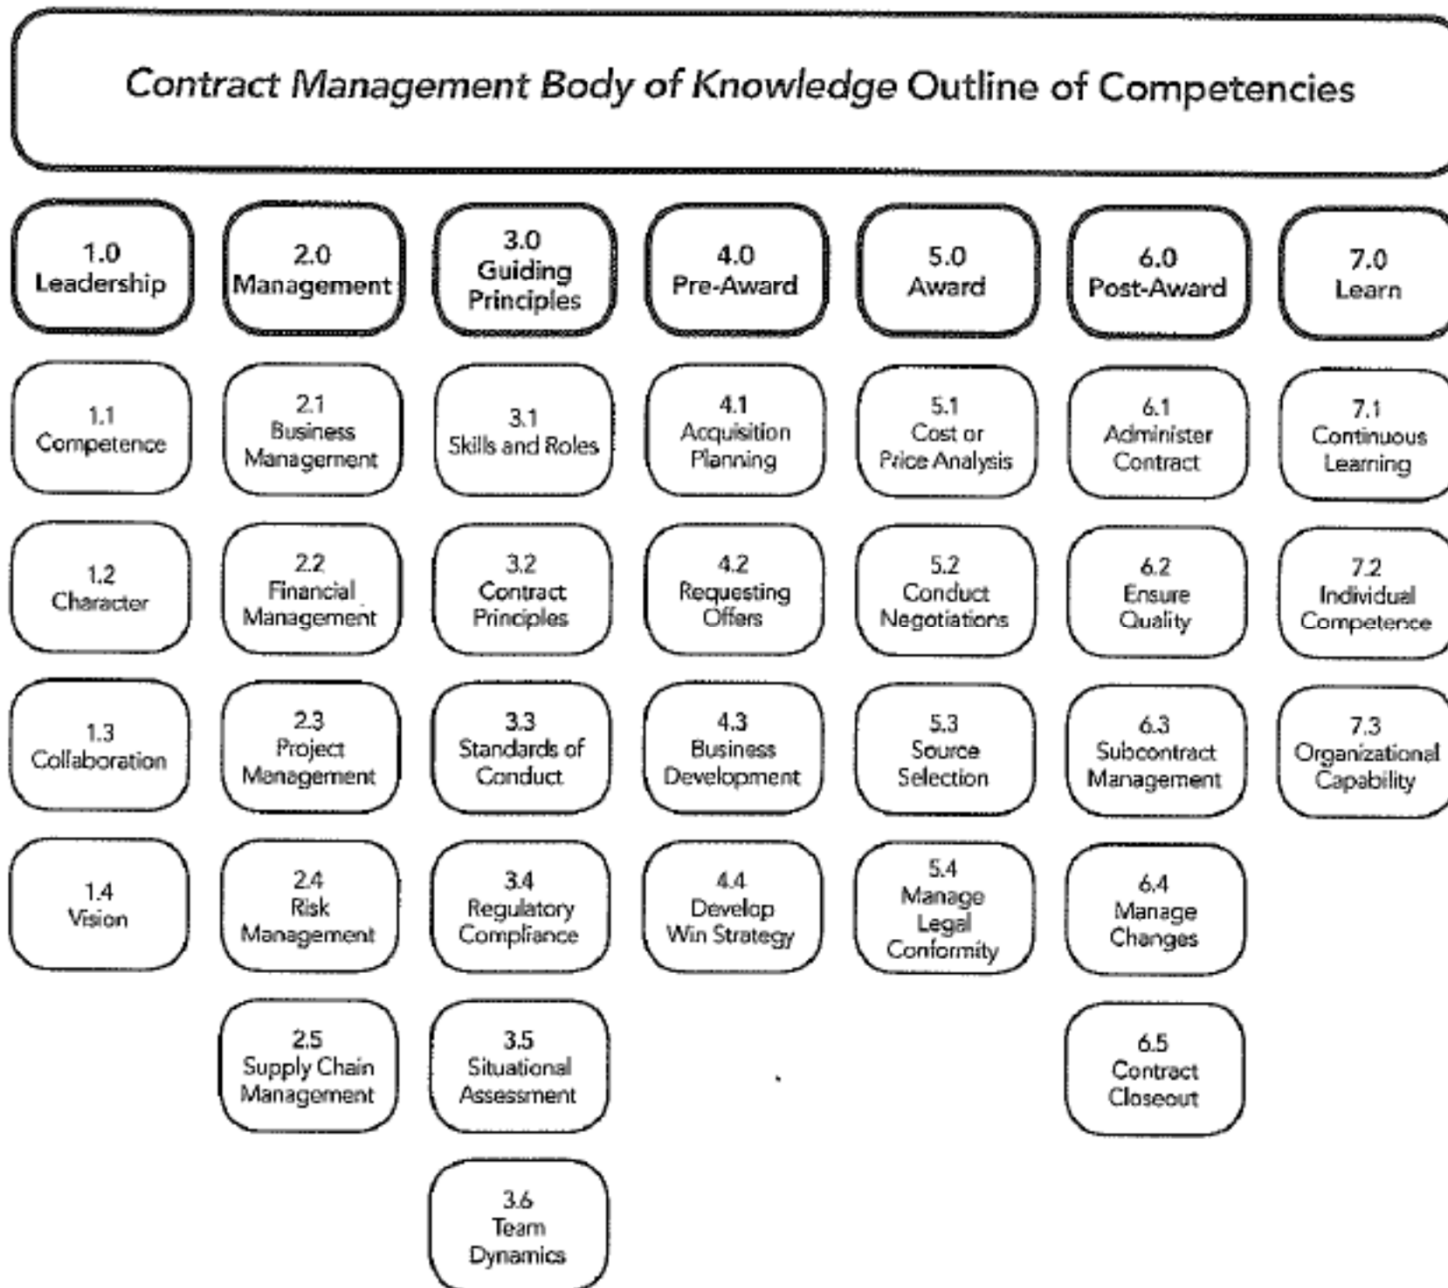 Contract Management Body of Knowledge Outline of Competencies
1.0
Leadership
2.0
Management
3.0
Guiding
Principles
4.0
Pre-Award
5.0
Award
6.0
Post-Award
7.0
Learn
1.1
Competence
2.1
Business
Management
3.1
Skills and Roles
4.1
Acquisition
Planning
5.1
Cost or
Price Analysis
6.1
Administer
Contract
7.1
Continuous
Learning
1.2
Character
2.2
Financial
Management
3.2
Contract
Principles
4.2
Requesting
Offers
5.2
Conduct
Negotiations
6.2
Ensure
Quality
7.2
Individual
Competence
1.3
Collaboration
2.3
Project
Management
3.3
Standards of
Conduct
4.3
Business
Development
5.3
Source
Selection
6.3
Subcontract
Management
7.3
Organizational
Capability
1.4
Vision
2.4
Risk
Management
3.4
Regulatory
Compliance
4.4
Develop
Win Strategy
5.4
Manage
Legal
Conformity
6.4
Manage
Changes
2.5
Supply Chain
Management
3.5
Situational
Assessment
6.5
Contract
Closeout
3.6
Team
Dynamics